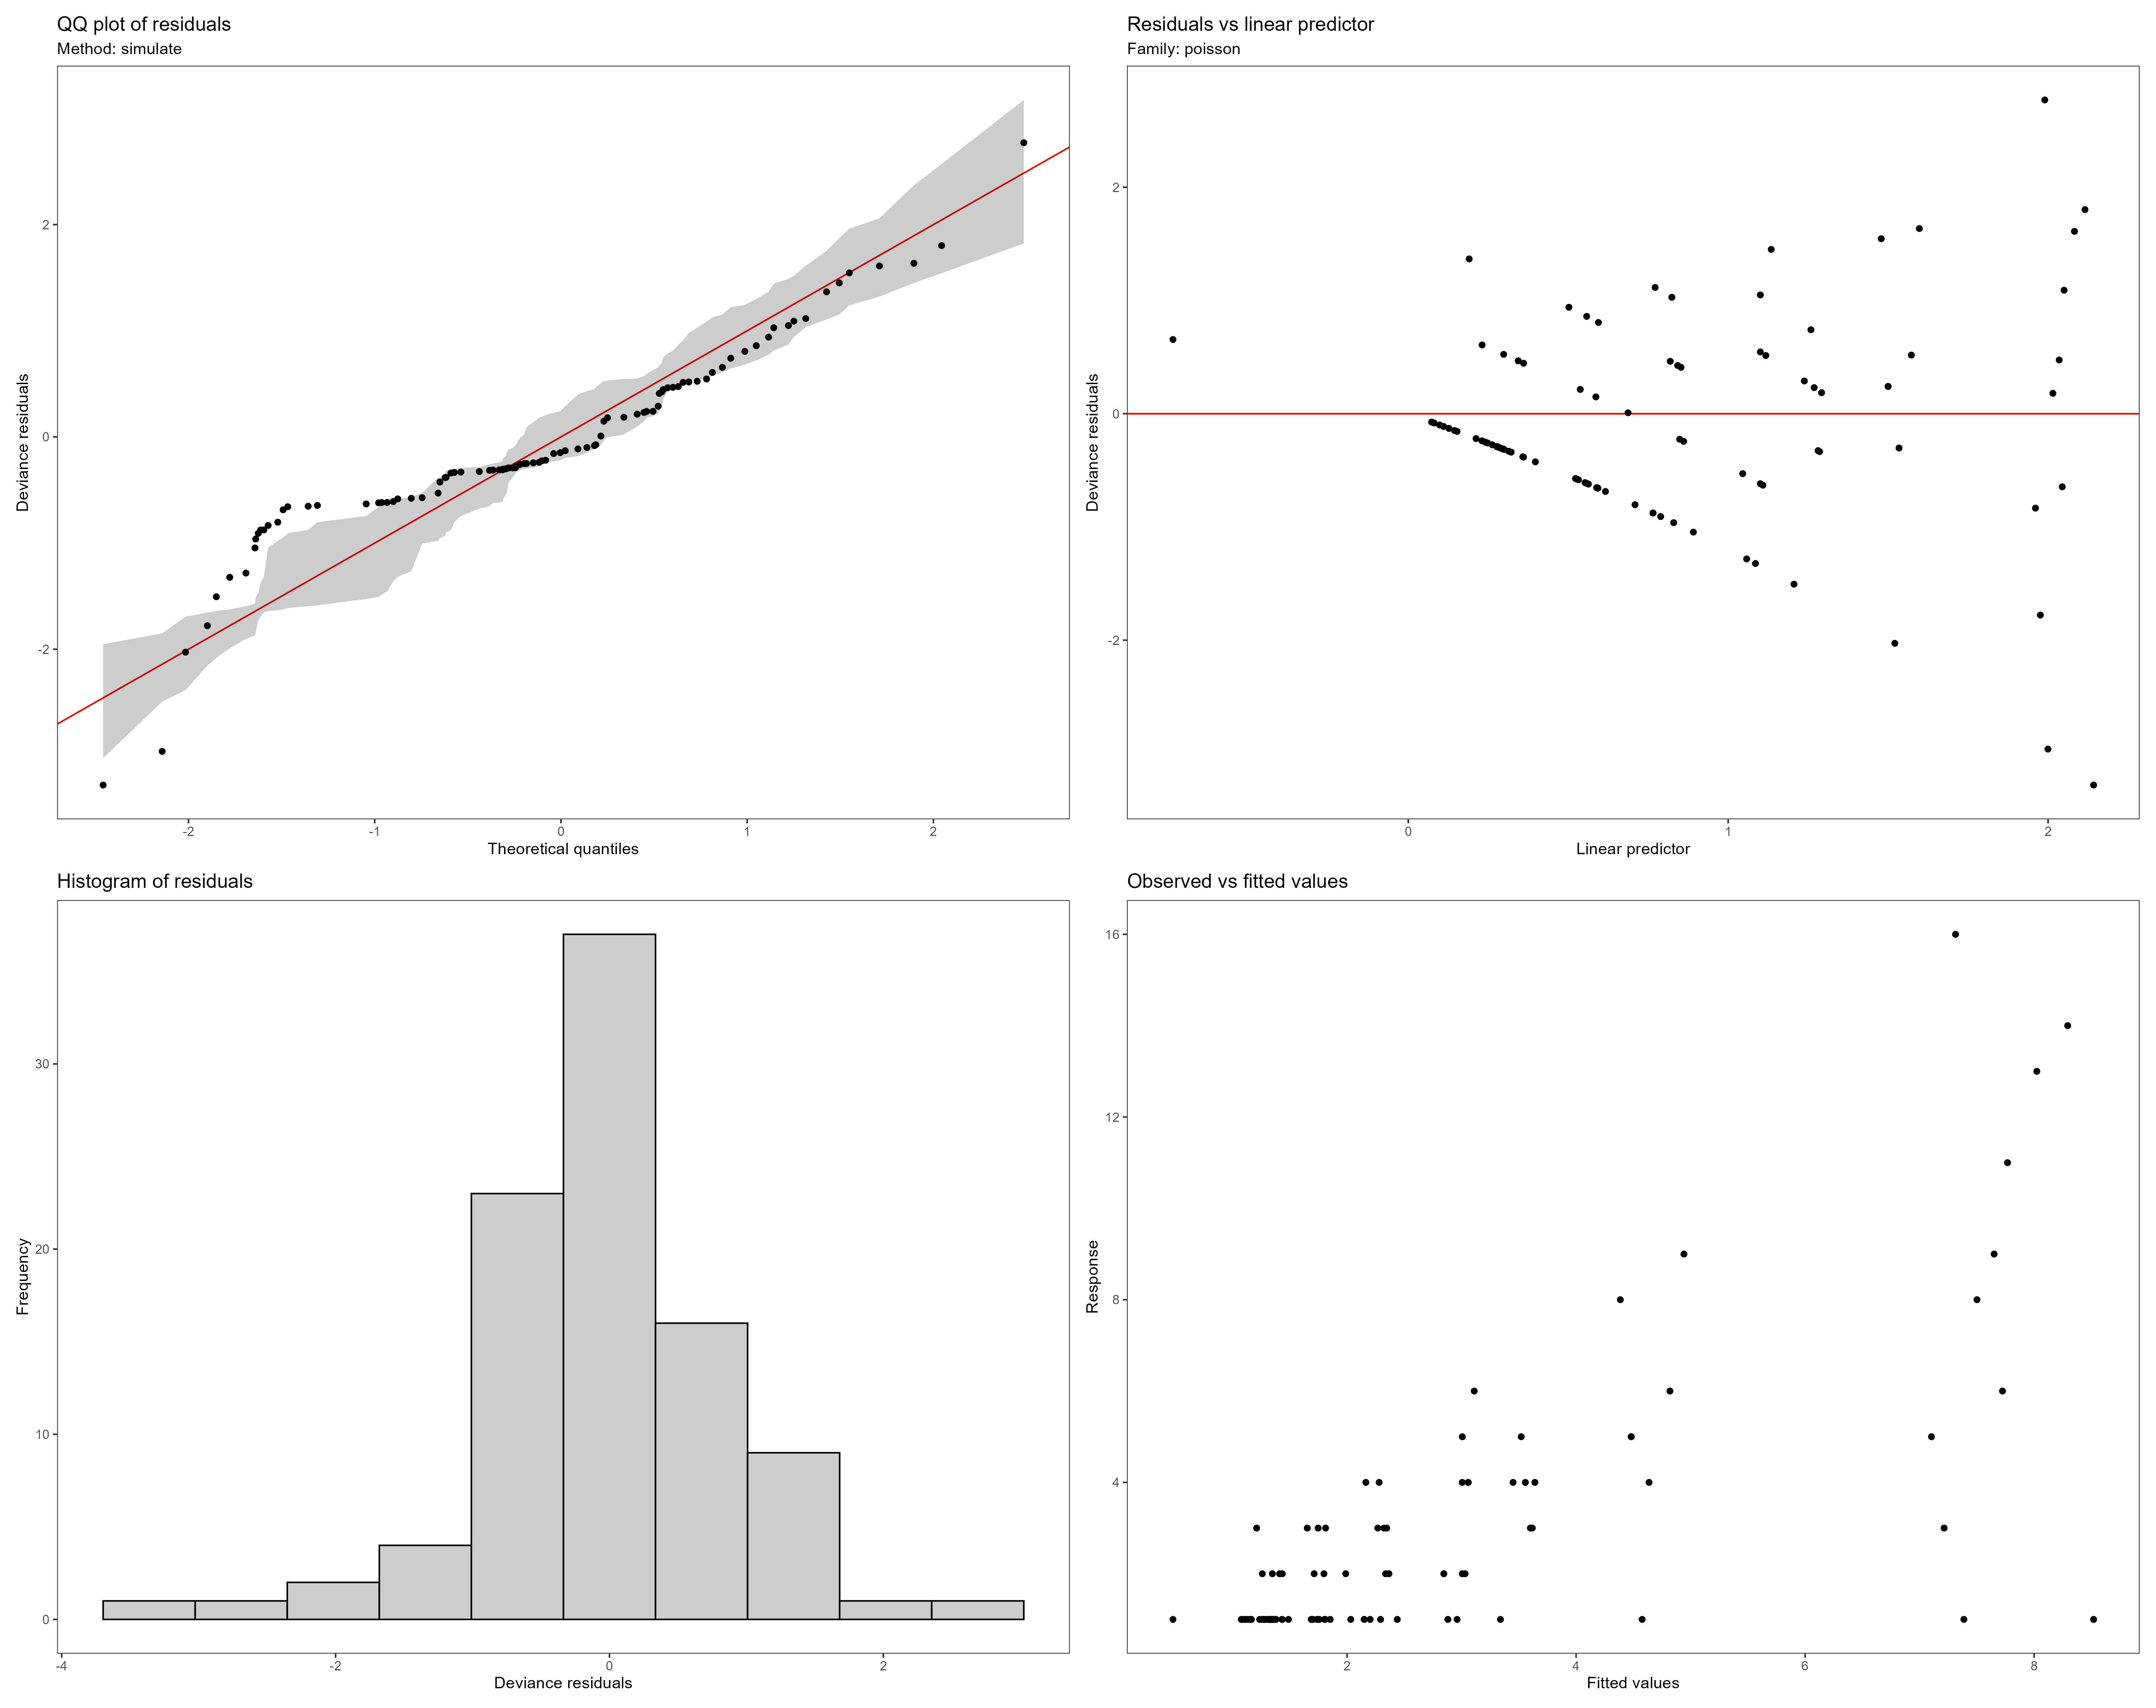 QQ plot of residuals
Method: simulate
Deviance residuals
2
0
-2
-2
-1
0
1
2
Theoretical quantiles
Residuals vs linear predictor
Family: poisson
Deviance residuals
2
0
-2
0
1
2
Linear predictor
Histogram of residuals
Frequency
30
20
10
0
-4
-2
0
2
Deviance residuals
Observed vs fitted values
Response
16
12
8
4
2
4
6
8
Fitted values